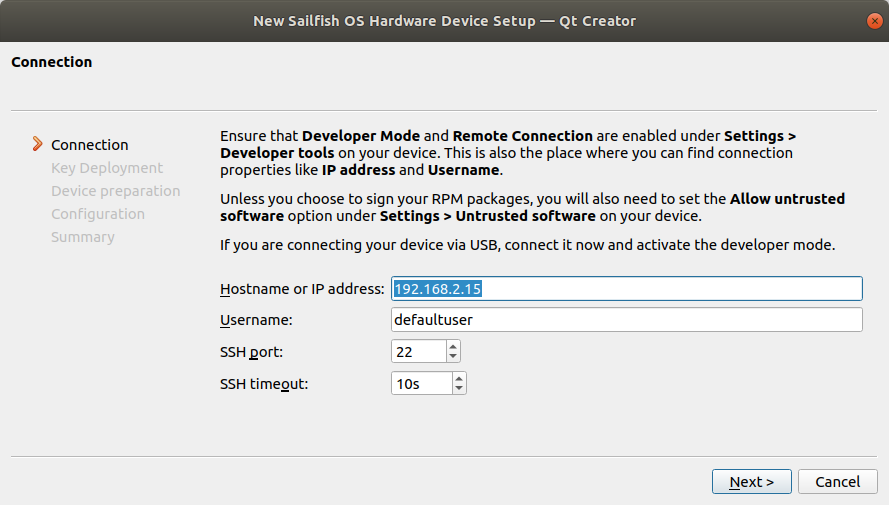 New Sailfish OS Hardware Device Setup — Qt Creator
Connection
Connection
Key Deployment
Device preparation
Configuration
Summary
Ensure that Developer Mode and Remote Connection are enabled under Settings >
Developer tools on your device. This is also the place where you can find connection
properties like IP address and Username.
Unless you choose to sign your RPM packages, you will also need to set the Allow untrusted
software option under Settings > Untrusted software on your device.
If you are connecting your device via USB, connect it now and activate the developer mode.
Hostname or IP address: 192.168.2.15
Username: defaultuser
SSH port: 22
SSH timeout: 10s
Next >
Cancel